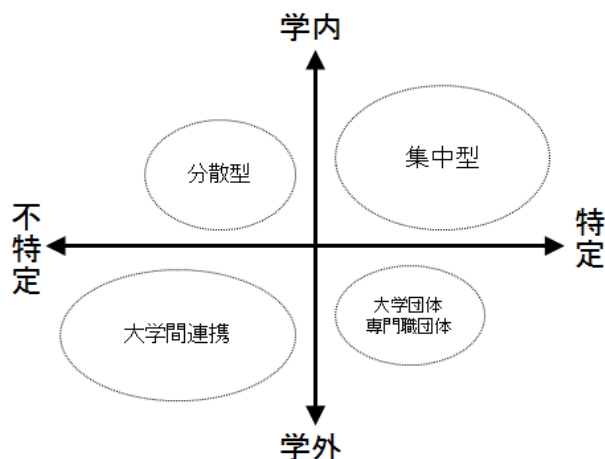 学内
分散型
集中型
不特定
特定
大学間連携
大学団体
専門職団体
学外